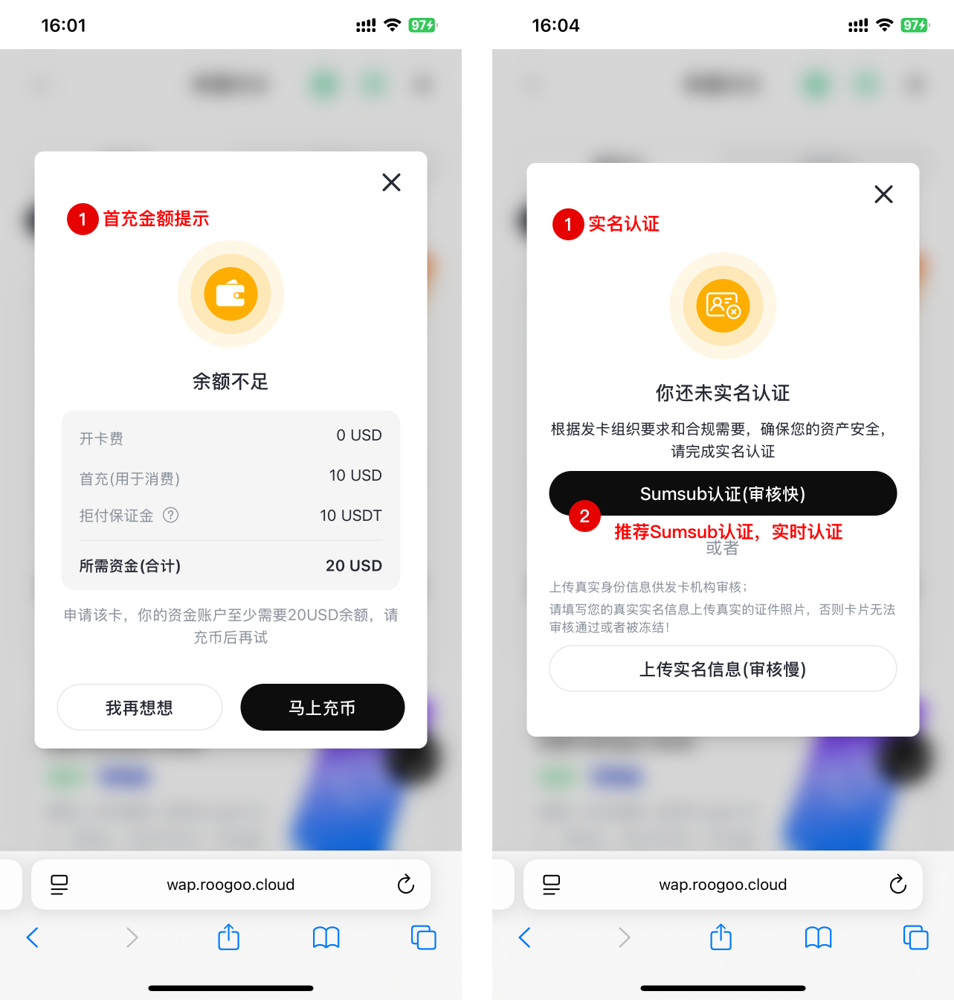 16:01
97
1 首充金额提示
余额不足
开卡费 0 USD
首充(用于消费) 10 USD
拒付保证金 ? 10 USDT
所需资金(合计) 20 USD
申请该卡，你的资金账户至少需要20USD余额，请
充币后再试
我再想想 马上充币
wap.roogoo.cloud
16:04
97
1 实名认证
你还未实名认证
根据发卡组织要求和合规需要，确保您的资产安全，
请完成实名认证
Sumsub认证(审核快)
2 推荐Sumsub认证，实时认证
或者
上传真实身份信息供发卡机构审核；
请填写您的真实实名信息上传真实的证件照片，否则卡片无法
审核通过或者被冻结！
上传实名信息(审核慢)
wap.roogoo.cloud